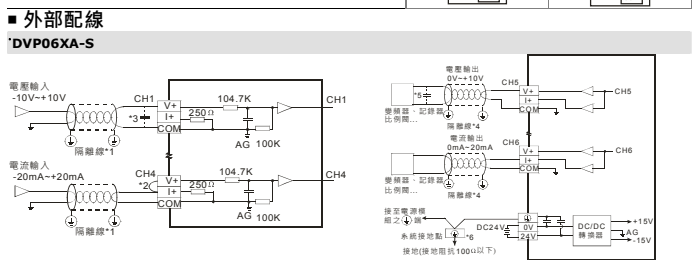 ■ 外部配線
DVP06XA-S
電壓輸入
-10V~+10V
CH1
*3
V+
I+
COM
250Ω
104.7K
CH1
AG 100K
隔離線*1
電流輸入
-20mA~+20mA
CH4
*2
V+
I+
COM
250Ω
104.7K
CH4
AG 100K
隔離線*1
電壓輸出
0V~+10V
CH5
*5
V+
I+
COM
CH5
變頻器、記錄器
比例閥...
隔離線*4
電流輸出
0mA~20mA
CH6
V+
I+
COM
CH6
變頻器、記錄器
比例閥...
隔離線*4
接至電源模
組之 端
DC24V
0V
24V
DC/DC
轉換器
+15V
AG
-15V
系統接地點
*6
接地(接地阻抗100Ω以下)